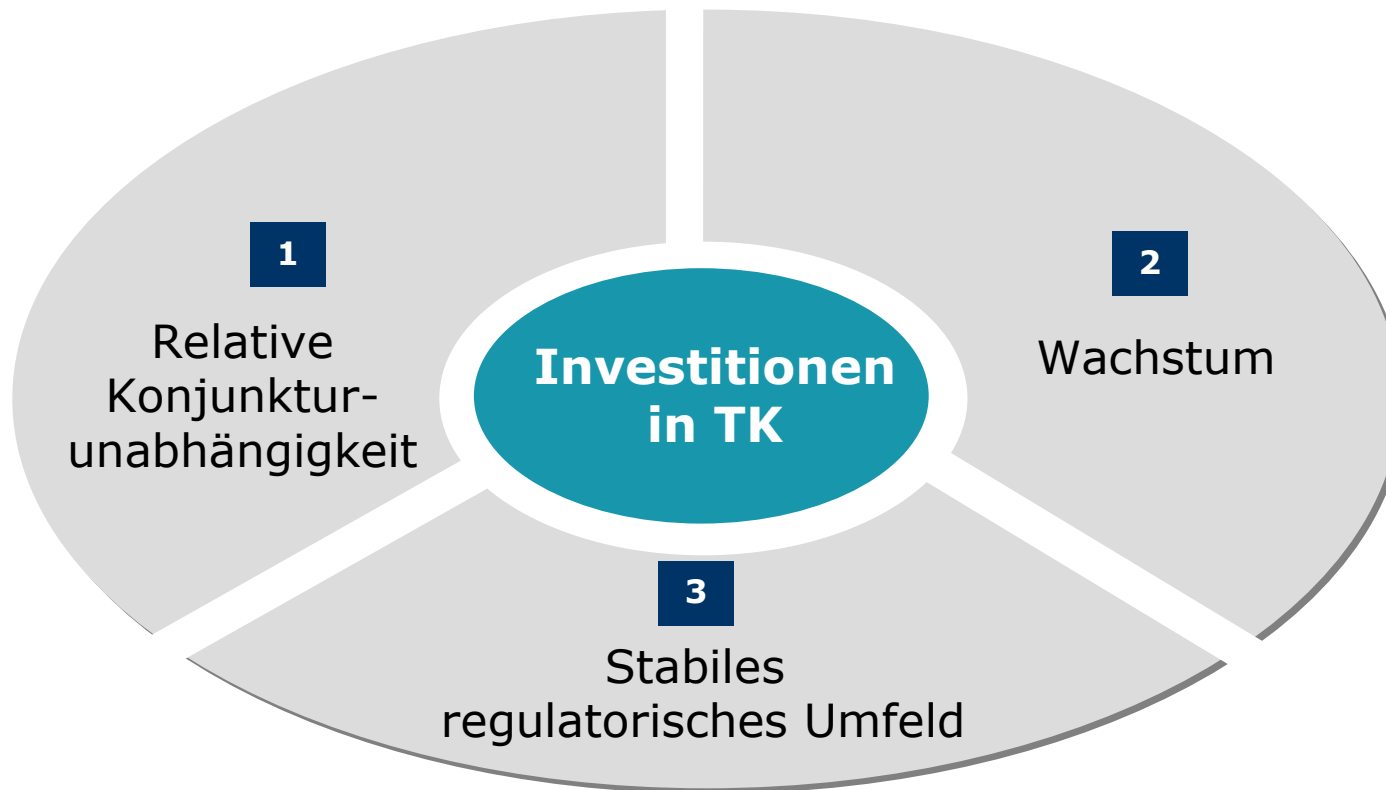 1
Relative
Konjunktur-
unabhängigkeit
Investitionen
in TK
2
Wachstum
3
Stabiles
regulatorisches Umfeld